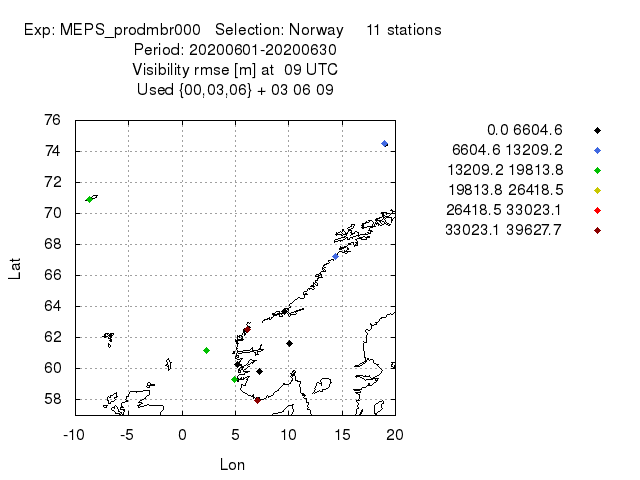 Exp: MEPS_prodmbr000 Selection: Norway 11 stations
Period: 20200601-20200630
Visibility rmse [m] at 09 UTC
Used {00,03,06} + 03 06 09
0.0 6604.6
6604.6 13209.2
13209.2 19813.8
19813.8 26418.5
26418.5 33023.1
33023.1 39627.7
Lat
76
74
72
70
68
66
64
62
60
58
-10 -5 0 5 10 15 20
Lon